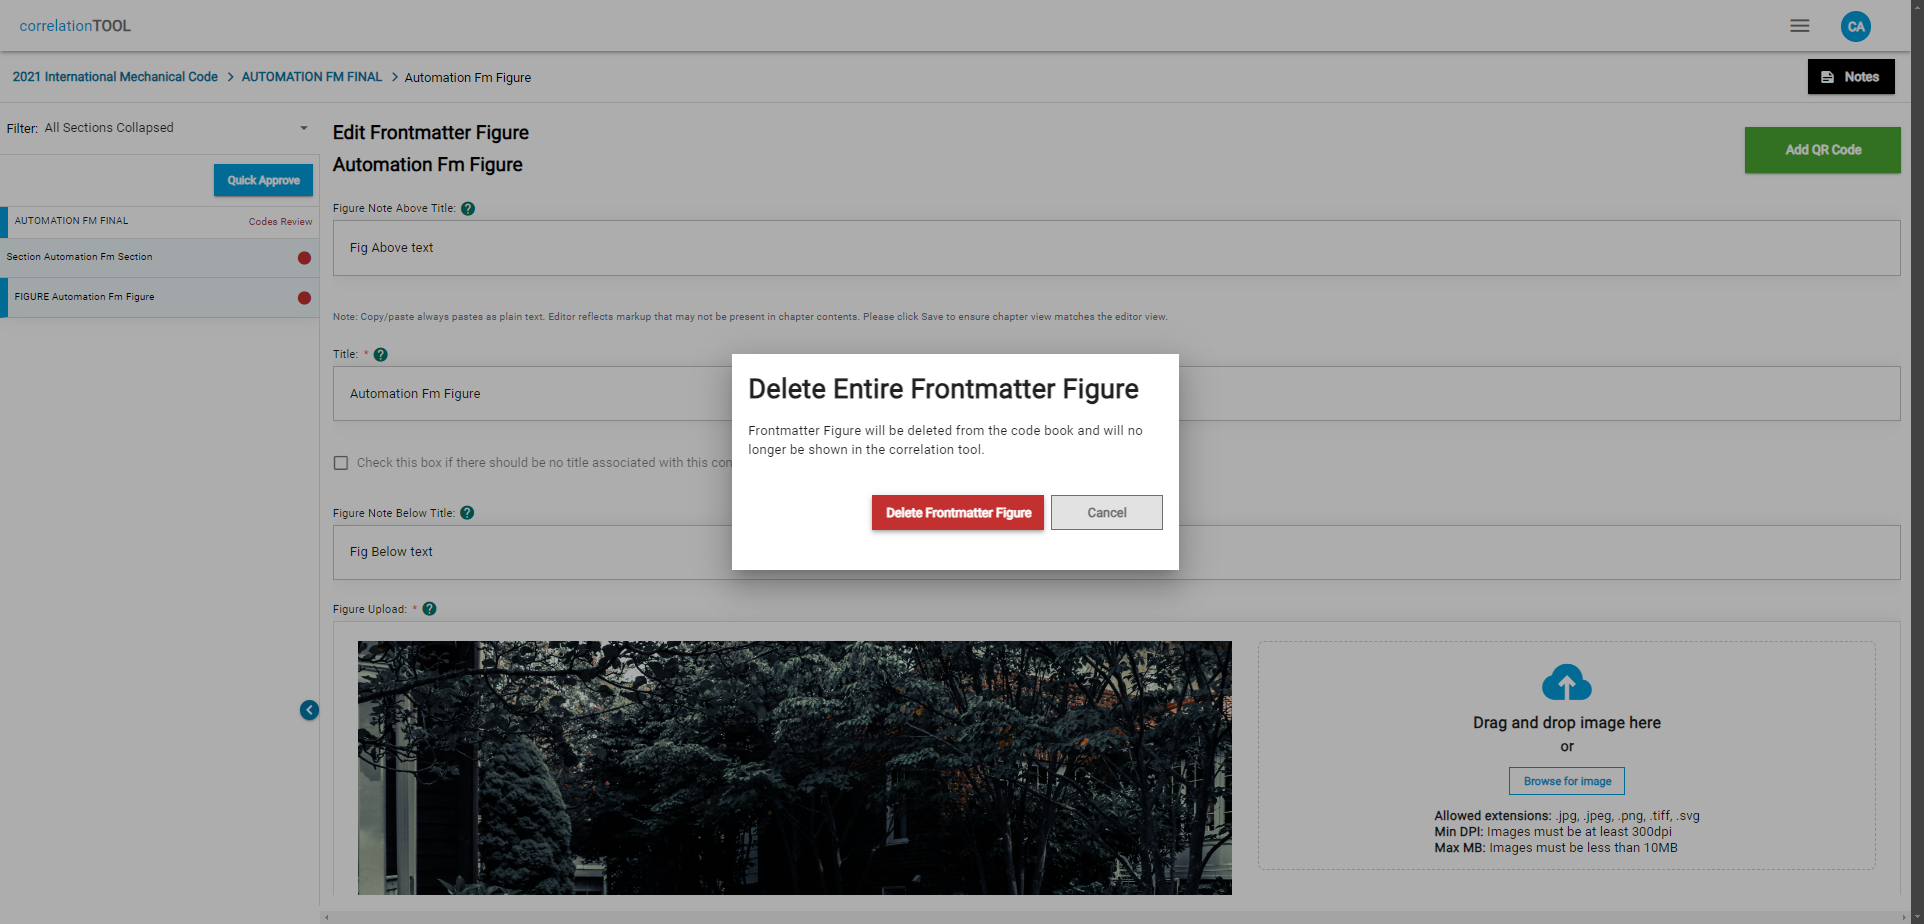 correlationTOOL
CA
2021 International Mechanical Code > AUTOMATION FM FINAL > Automation Fm Figure
Notes
Filter: All Sections Collapsed
Quick Approve
AUTOMATION FM FINAL
Codes Review
Section Automation Fm Section
FIGURE Automation Fm Figure
Edit Frontmatter Figure
Automation Fm Figure
Add QR Code
Figure Note Above Title: ?
Fig Above text
Note: Copy/paste always pastes as plain text. Editor reflects markup that may not be present in chapter contents. Please click Save to ensure chapter view matches the editor view.
Title: * ?
Automation Fm Figure
Check this box if there should be no title associated with this
Figure Note Below Title: ?
Fig Below text
Figure Upload: * ?
Delete Entire Frontmatter Figure
Frontmatter Figure will be deleted from the code book and will no
longer be shown in the correlation tool.
Delete Frontmatter Figure
Cancel
Drag and drop image here
or
Browse for image
Allowed extensions: .jpg, .jpeg, .png, .tiff, .svg
Min DPI: Images must be at least 300dpi
Max MB: Images must be less than 10MB